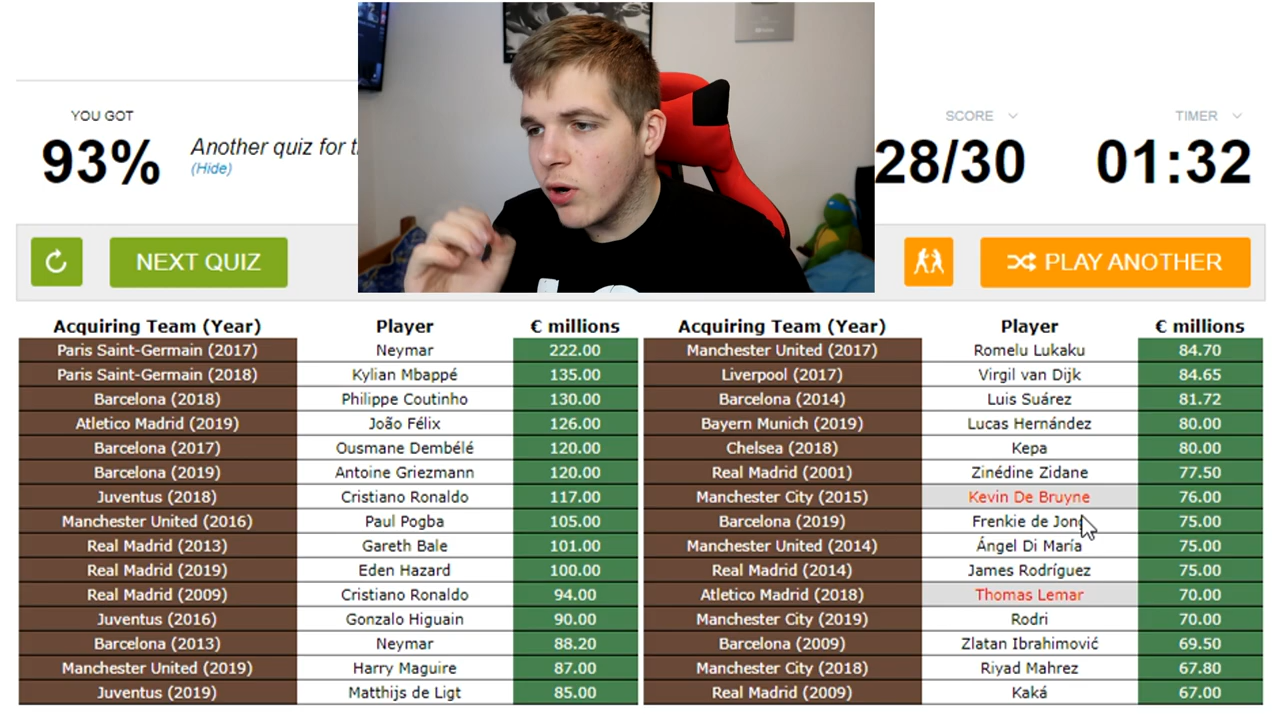 YOU GOT
93%
Another quiz for t
(Hide)
SCORE
28/30
TIMER
01:32
NEXT QUIZ
PLAY ANOTHER
Acquiring Team (Year) Player € millions
Paris Saint-Germain (2017) Neymar 222.00
Paris Saint-Germain (2018) Kylian Mbappé 135.00
Barcelona (2018) Philippe Coutinho 130.00
Atletico Madrid (2019) João Félix 126.00
Barcelona (2017) Ousmane Dembélé 120.00
Barcelona (2019) Antoine Griezmann 120.00
Juventus (2018) Cristiano Ronaldo 117.00
Manchester United (2016) Paul Pogba 105.00
Real Madrid (2013) Gareth Bale 101.00
Real Madrid (2019) Eden Hazard 100.00
Real Madrid (2009) Cristiano Ronaldo 94.00
Juventus (2016) Gonzalo Higuain 90.00
Barcelona (2013) Neymar 88.20
Manchester United (2019) Harry Maguire 87.00
Juventus (2019) Matthijs de Ligt 85.00
Acquiring Team (Year) Player € millions
Manchester United (2017) Romelu Lukaku 84.70
Liverpool (2017) Virgil van Dijk 84.65
Barcelona (2014) Luis Suárez 81.72
Bayern Munich (2019) Lucas Hernández 80.00
Chelsea (2018) Kepa 80.00
Real Madrid (2001) Zinédine Zidane 77.50
Manchester City (2015) Kevin De Bruyne 76.00
Barcelona (2019) Frenkie de Jong 75.00
Manchester United (2014) Ángel Di María 75.00
Real Madrid (2014) James Rodríguez 75.00
Atletico Madrid (2018) Thomas Lemar 70.00
Manchester City (2019) Rodri 70.00
Barcelona (2009) Zlatan Ibrahimović 69.50
Manchester City (2018) Riyad Mahrez 67.80
Real Madrid (2009) Kaká 67.00